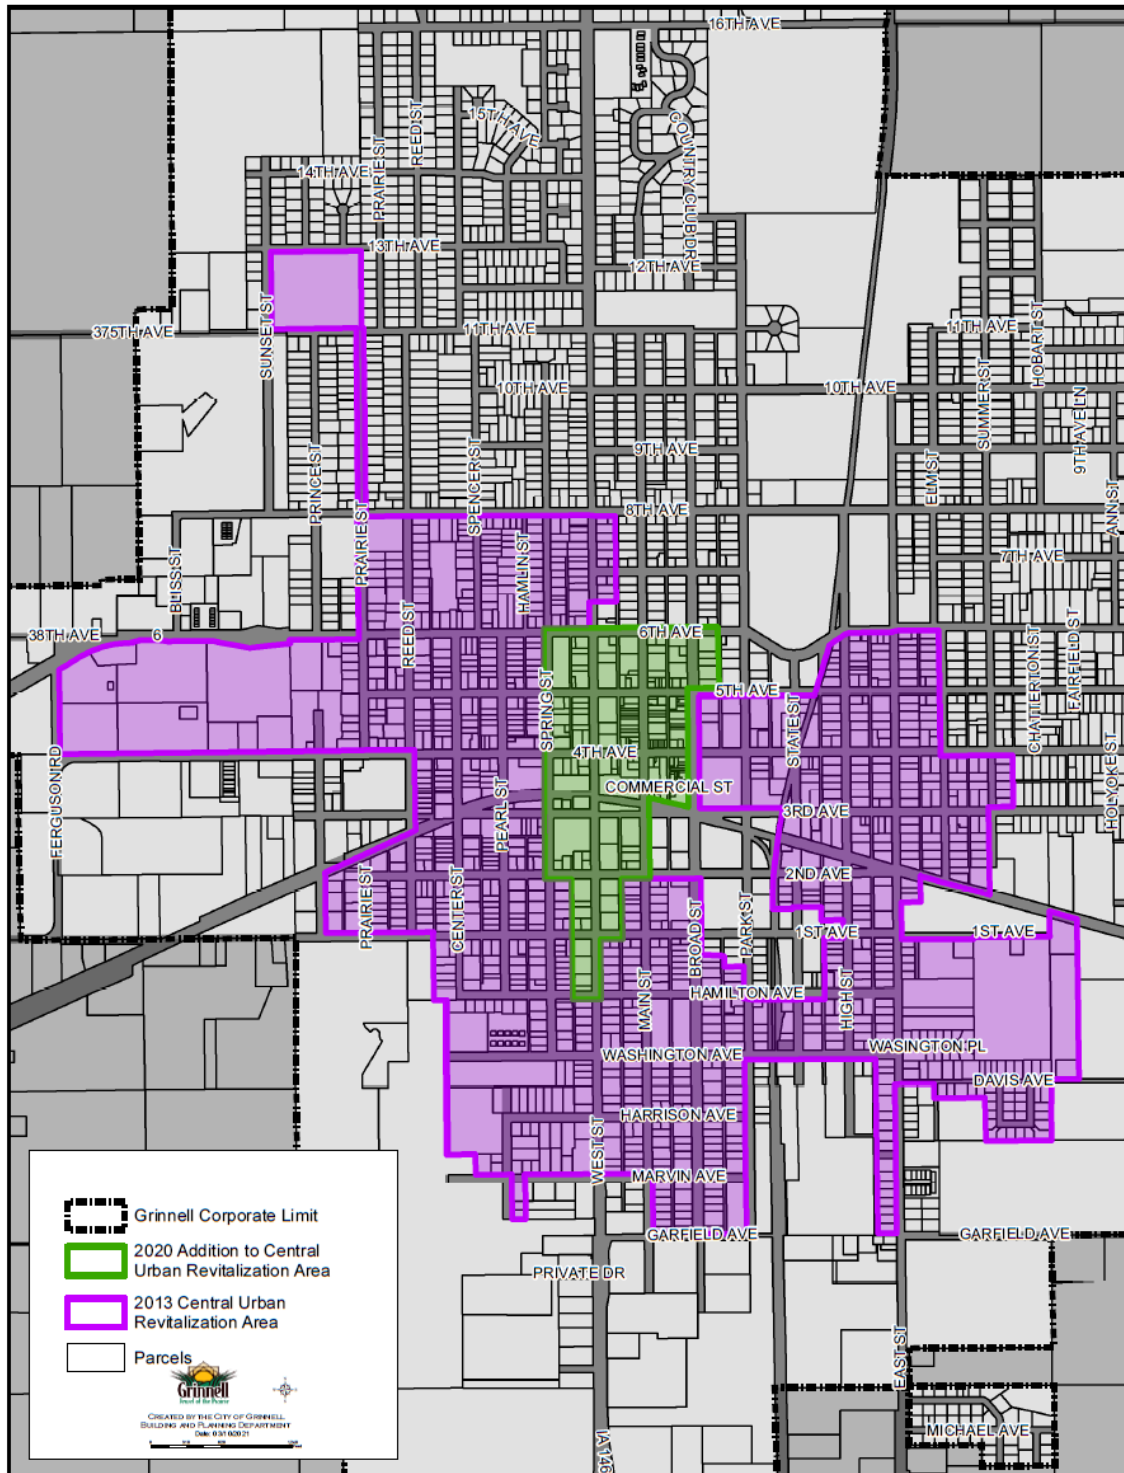 16TH AVE
15TH AVE
REED ST
PRAIRIE ST
COUNTRY CLUB DR
14TH AVE
13TH AVE
12TH AVE
SUNSET ST
375TH AVE
11TH AVE
11TH AVE
HOBART ST
10TH AVE
10TH AVE
SUMMER ST
9TH AVE
9TH AVE LN
ELM ST
SPENCER ST
PRINCE ST
PRAIRIE ST
8TH AVE
ANN ST
7TH AVE
HAMLIN ST
BLISS ST
38TH AVE
6
REED ST
6TH AVE
CHATTERTON ST
FAIRFIELD ST
SPRING ST
5TH AVE
STATE ST
4TH AVE
FERGUSON RD
COMMERCIAL ST
PEARL ST
3RD AVE
HOLYOKE ST
2ND AVE
PRAIRIE ST
CENTER ST
BROAD ST
PARK ST
1ST AVE
1ST AVE
MAIN ST
HAMILTON AVE
HIGH ST
WASHINGTON AVE
WASINGTON PL
DAVIS AVE
HARRISON AVE
WEST ST
MARVIN AVE
GARFIELD AVE
GARFIELD AVE
PRIVATE DR
EAST ST
MICHAEL AVE
IA 146
Grinnell Corporate Limit
2020 Addition to Central
Urban Revitalization Area
2013 Central Urban
Revitalization Area
Parcels
Grinnell
Jewel of the Prairie
CREATED BY THE CITY OF GRINNELL
BUILDING AND PLANNING DEPARTMENT
Date: 03/10/2021